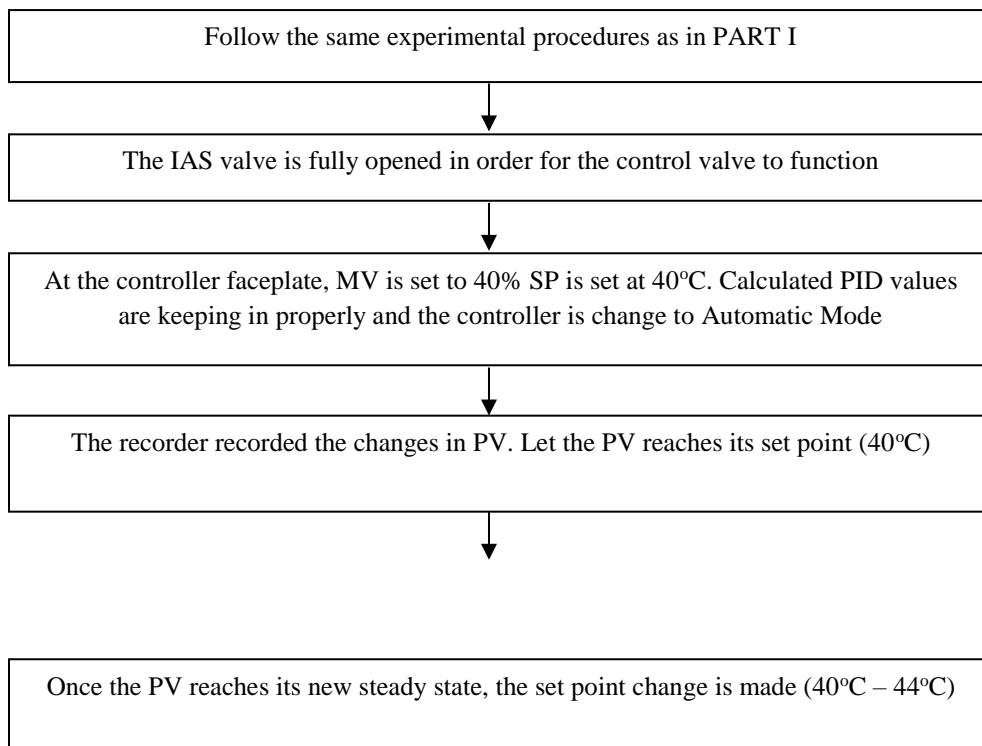 Follow the same experimental procedures as in PART I
The IAS valve is fully opened in order for the control valve to function
At the controller faceplate, MV is set to 40% SP is set at 40°C. Calculated PID values
are keeping in properly and the controller is change to Automatic Mode
The recorder recorded the changes in PV. Let the PV reaches its set point (40°C)
Once the PV reaches its new steady state, the set point change is made (40°C – 44°C)